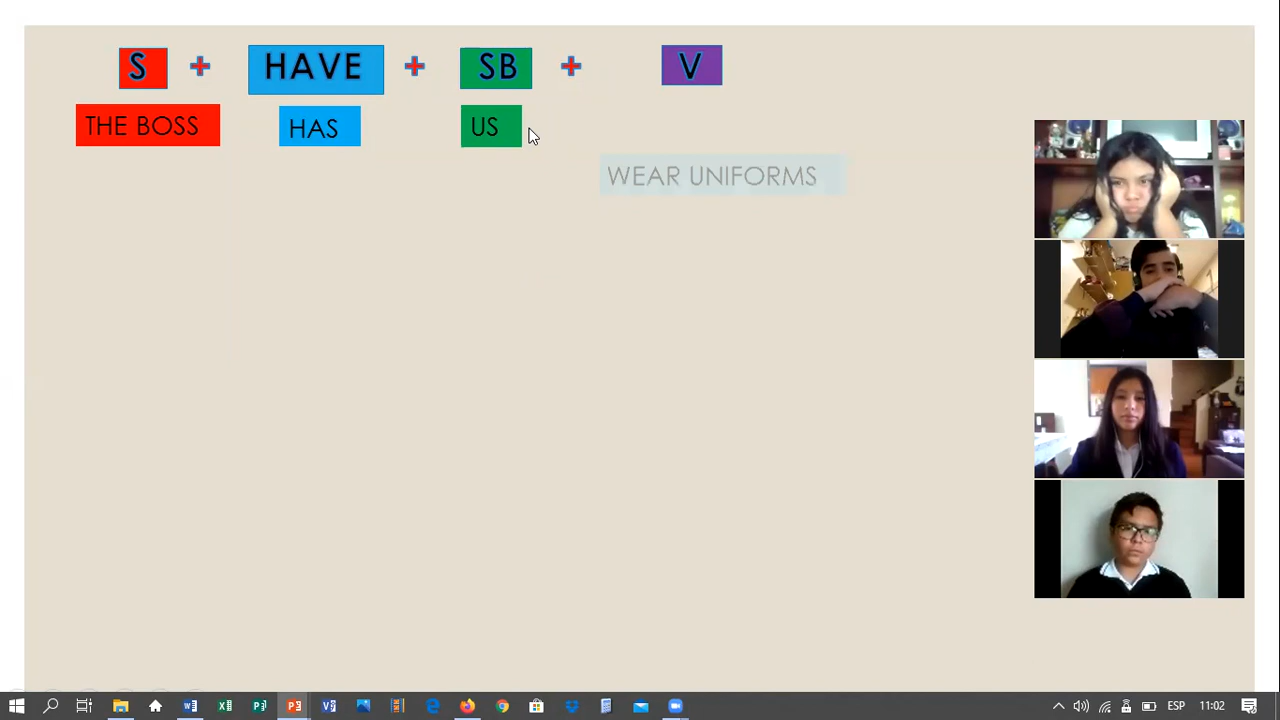 S + HAVE + SB + V
THE BOSS HAS US
WEAR UNIFORMS
ESP 11:02